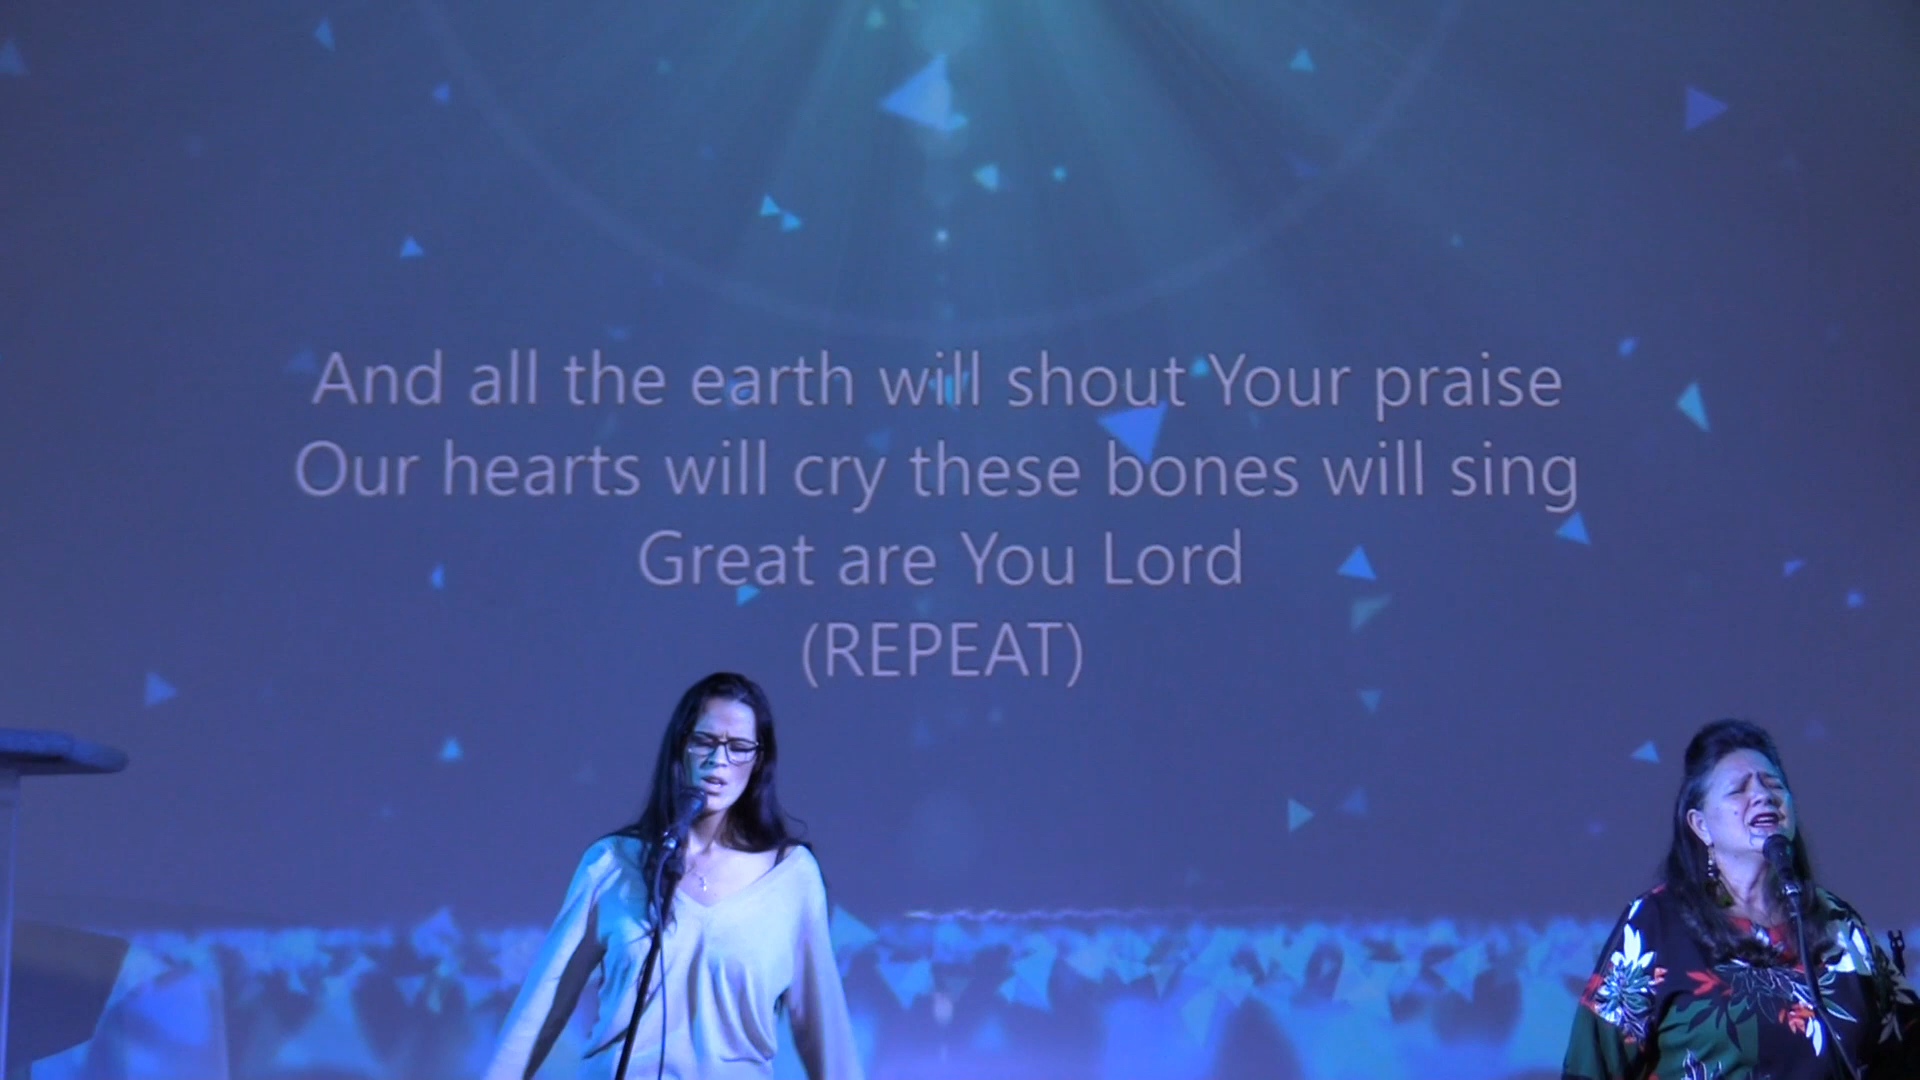 And all the earth will shout Your praise
Our hearts will cry these bones will sing
Great are You Lord
(REPEAT)